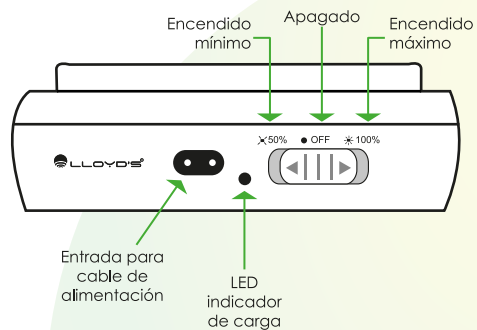 Encendido
mínimo
Apagado
Encendido
máximo
50%
OFF
100%
LLOYD'S®
Entrada para
cable de
alimentación
LED
indicador
de carga